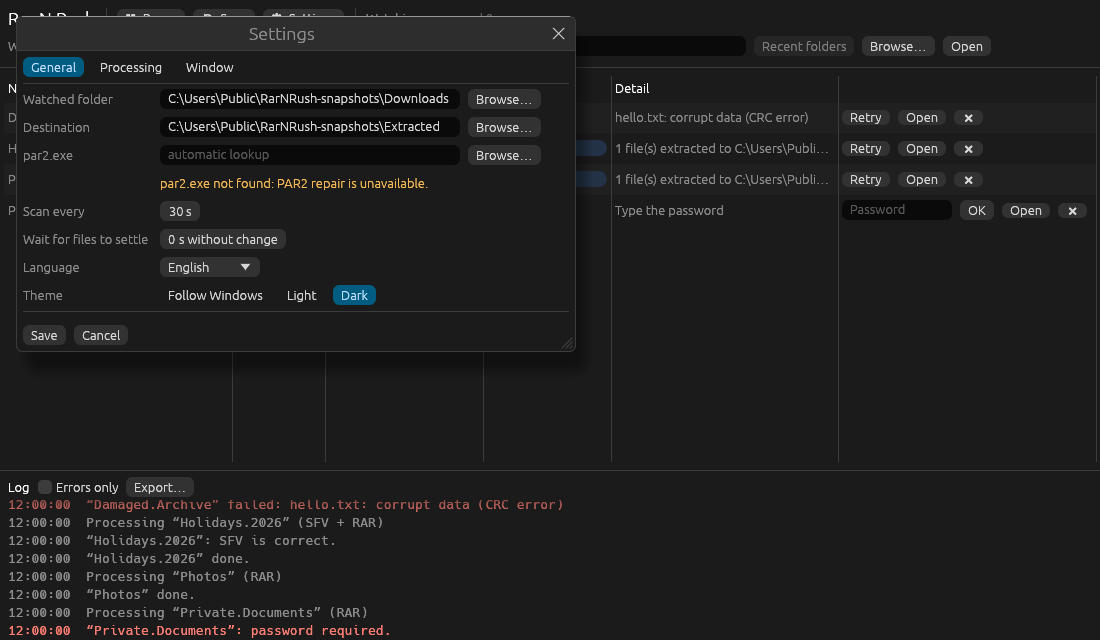 Settings
General Processing Window
Recent folders Browse… Open
Watched folder C:\Users\Public\RarNRush-snapshots\Downloads Browse…
Detail
Destination C:\Users\Public\RarNRush-snapshots\Extracted Browse…
hello.txt: corrupt data (CRC error) Retry Open ×
par2.exe automatic lookup Browse…
1 file(s) extracted to C:\Users\Publi… Retry Open ×
par2.exe not found: PAR2 repair is unavailable.
1 file(s) extracted to C:\Users\Publi… Retry Open ×
Scan every 30 s
Type the password Password OK Open ×
Wait for files to settle 0 s without change
Language English
Theme Follow Windows Light Dark
Save Cancel
Log Errors only Export…
12:00:00 “Damaged.Archive” failed: hello.txt: corrupt data (CRC error)
12:00:00 Processing “Holidays.2026” (SFV + RAR)
12:00:00 “Holidays.2026”: SFV is correct.
12:00:00 “Holidays.2026” done.
12:00:00 Processing “Photos” (RAR)
12:00:00 “Photos” done.
12:00:00 Processing “Private.Documents” (RAR)
12:00:00 “Private.Documents”: password required.